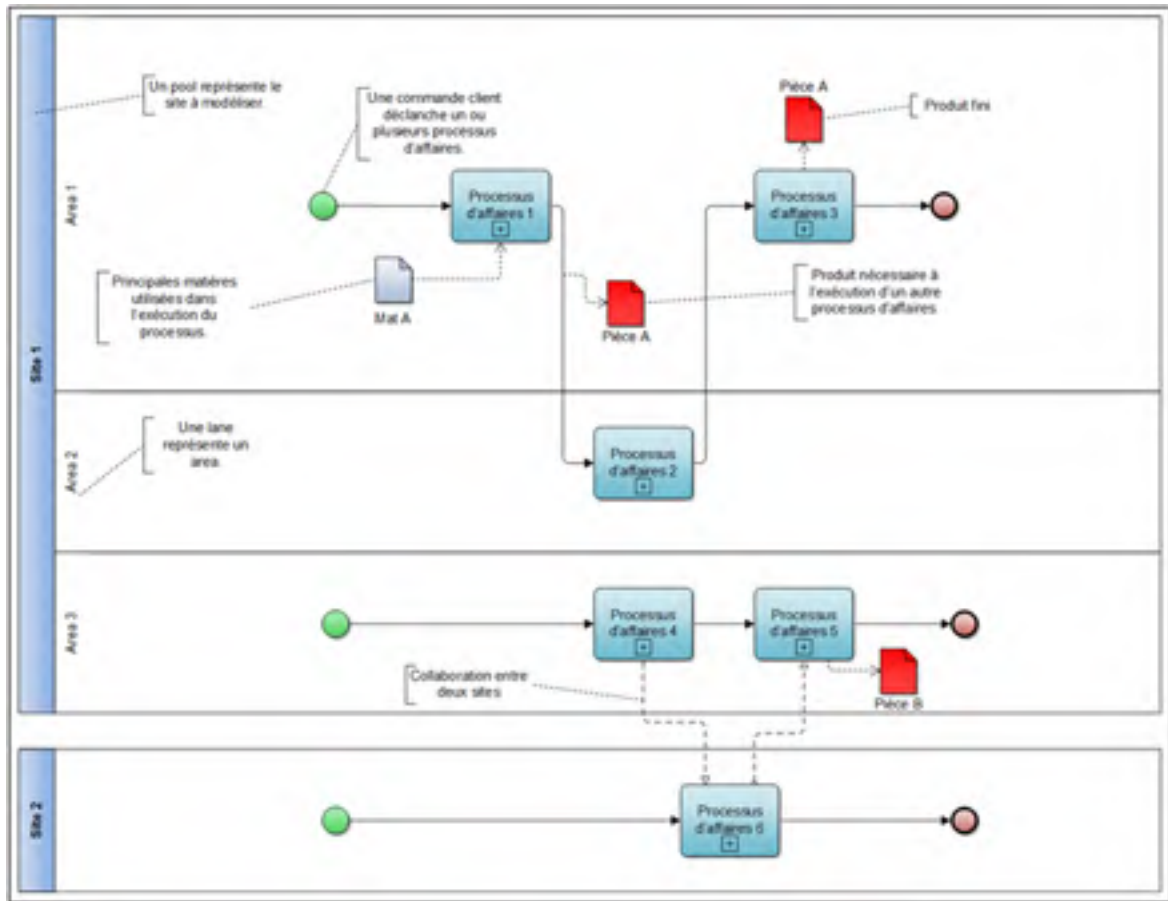 Site 1
Area 1
Un pool représente le
site à modéliser.
Une commande client
déclanche un ou
plusieurs processus
d'affaires.
Pièce A
Produit fini
Processus
d'affaires 1
Processus
d'affaires 3
Principales matères
utilisées dans
l'exécution du
processus.
Mat A
Pièce A
Produit nécessaire à
l'exécution d'un autre
processus d'affaires
Area 2
Une lane
représente un
area.
Processus
d'affaires 2
Area 3
Processus
d'affaires 4
Processus
d'affaires 5
Collaboration entre
deux sites
Pièce B
Site 2
Processus
d'affaires 6